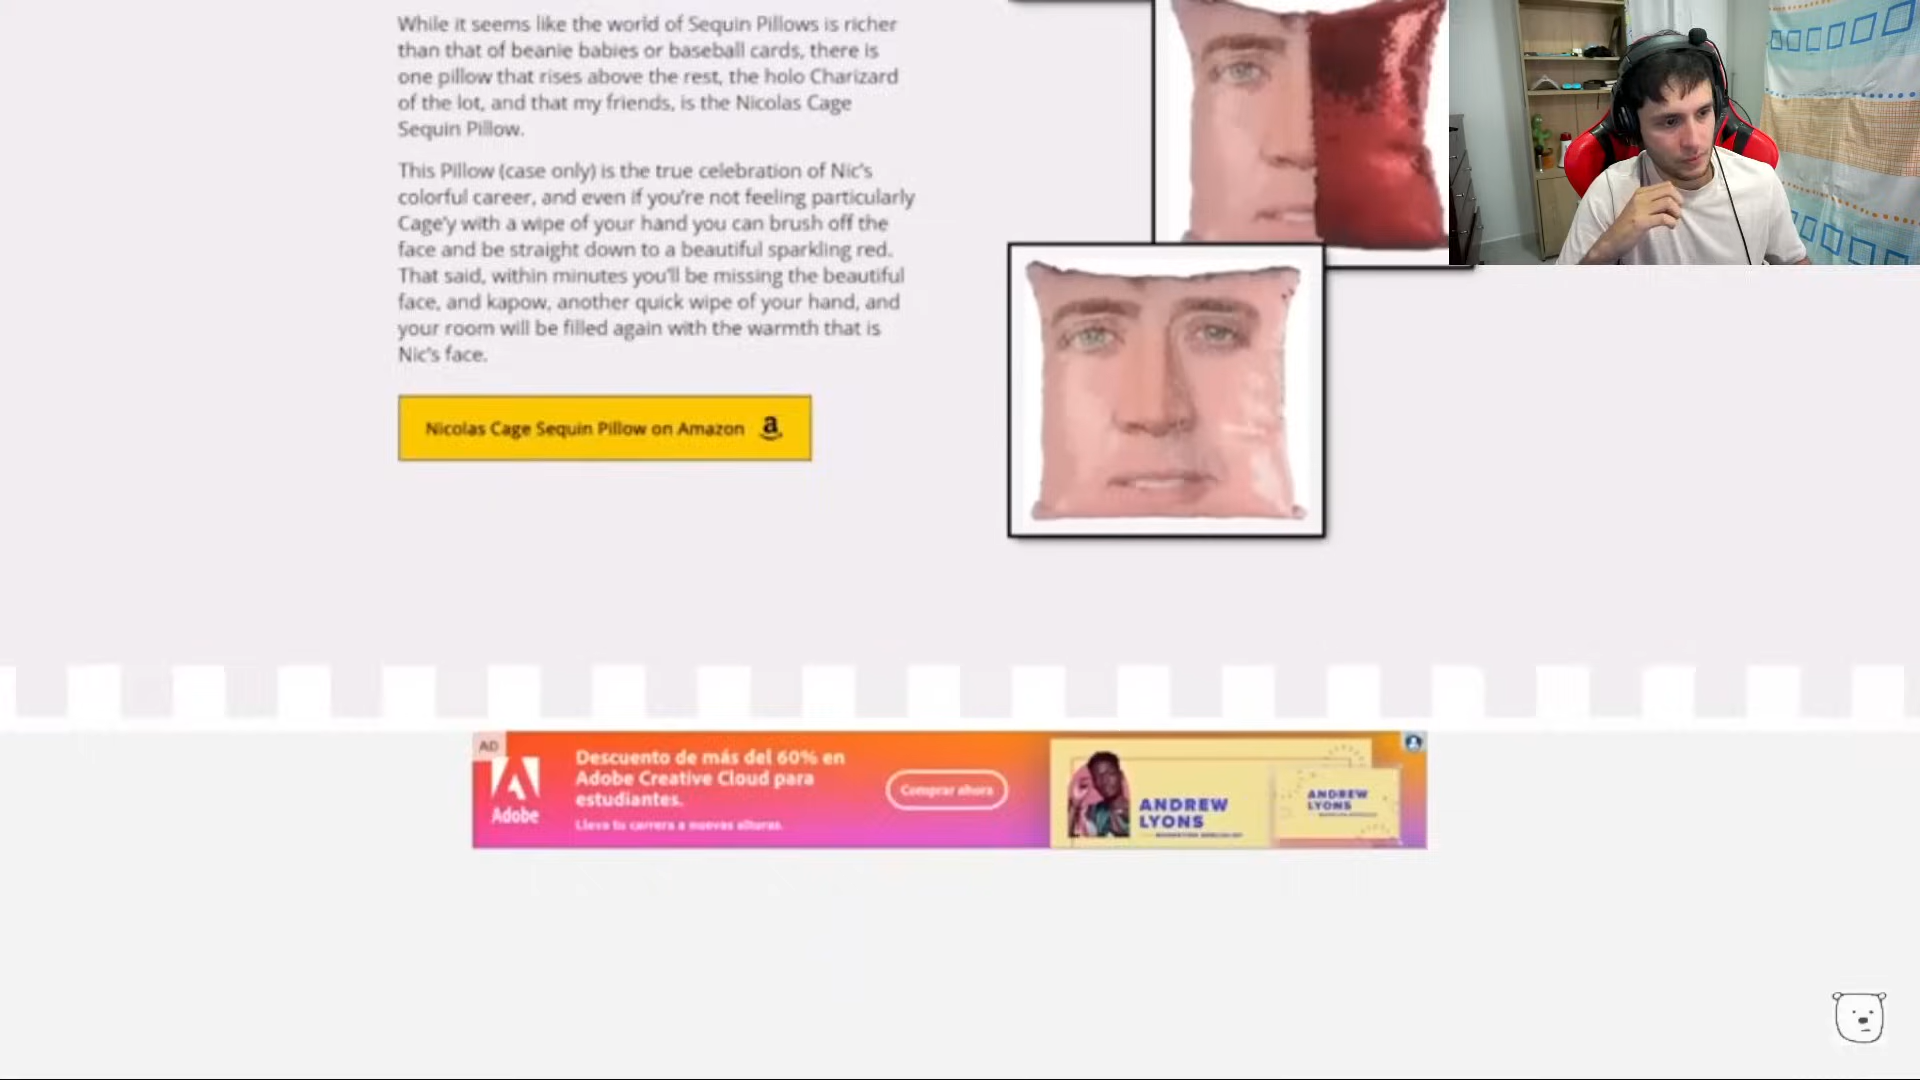 While it seems like the world of Sequin Pillows is richer
than that of beanie babies or baseball cards, there is
one pillow that rises above the rest, the holo Charizard
of the lot, and that my friends, is the Nicolas Cage
Sequin Pillow.
This Pillow (case only) is the true celebration of Nic's
colorful career, and even if you're not feeling particularly
Cage'y with a wipe of your hand you can brush off the
face and be straight down to a beautiful sparkling red.
That said, within minutes you'll be missing the beautiful
face, and kapow, another quick wipe of your hand, and
your room will be filled again with the warmth that is
Nic's face.
Nicolas Cage Sequin Pillow on Amazon
AD
Adobe
Descuento de más del 60% en
Adobe Creative Cloud para
estudiantes.
Lleva tu carrera a nuevas alturas.
Comprar ahora
ANDREW
LYONS
ANDREW
LYONS